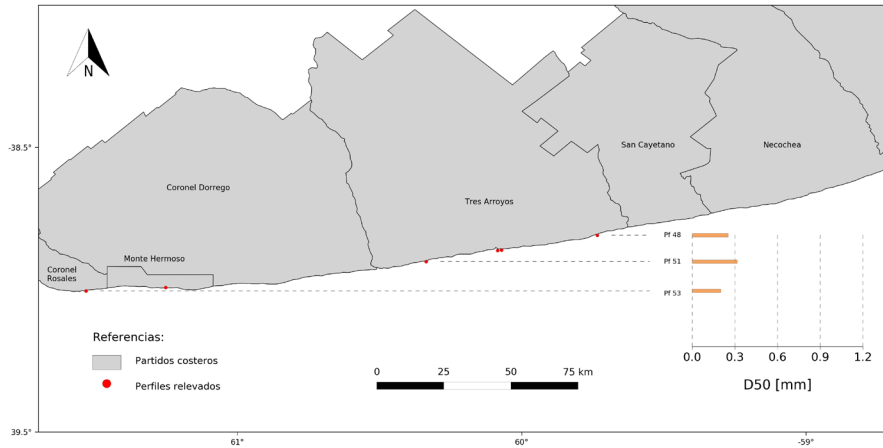 N
-38.5°
San Cayetano
Necochea
Coronel Dorrego
Tres Arroyos
Pf 48
Monte Hermoso
Pf 51
Coronel
Rosales
Pf 53
Referencias:
Partidos costeros
Perfiles relevados
0 25 50 75 km
0.0 0.3 0.6 0.9 1.2
D50 [mm]
39.5°
61° 60° -59°